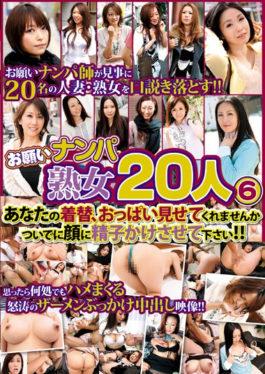 お願いナンパ師が見事に
20名の人妻・熟女を口説き落とす!!
お願いナンパ
熟女・20人 6
あなたの着替、おっぱい見せてくれませんか
ついでに顔に精子かけさせて下さい!!
思ったら何処でもハメまくる
怒涛のザーメンぶっかけ中出し映像!!